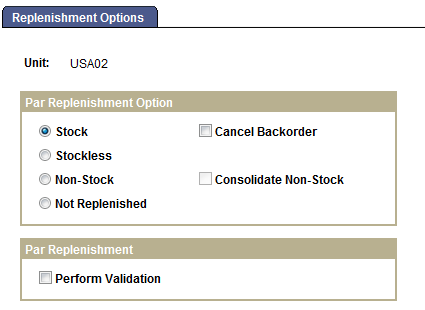 Replenishment Options
Unit: USA02
Par Replenishment Option
Stock Cancel Backorder
Stockless
Non-Stock Consolidate Non-Stock
Not Replenished
Par Replenishment
Perform Validation